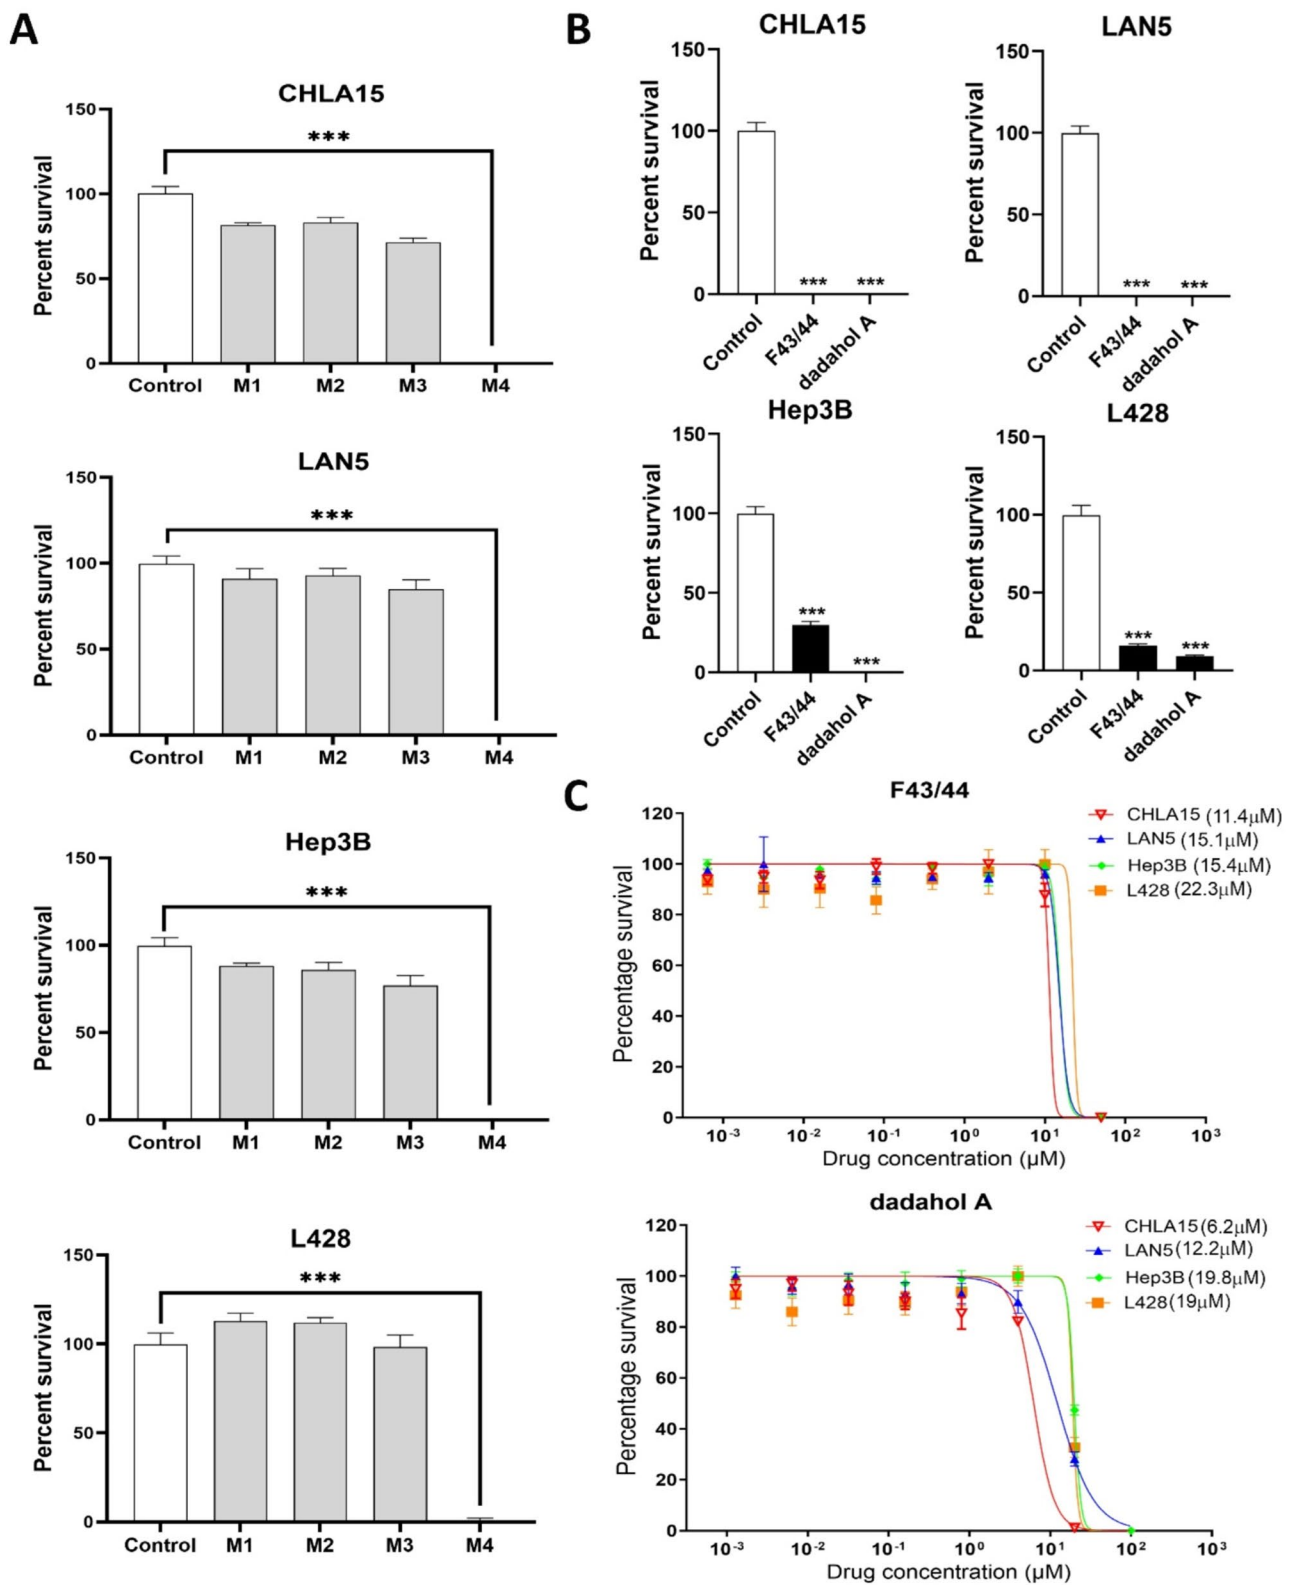 A
CHLA15
Percent survival
150
100
50
0
***
Control M1 M2 M3 M4
LAN5
Percent survival
150
100
50
0
***
Control M1 M2 M3 M4
Hep3B
Percent survival
150
100
50
0
***
Control M1 M2 M3 M4
L428
Percent survival
150
100
50
0
***
Control M1 M2 M3 M4
B
CHLA15
Percent survival
150
100
50
0
*** ***
Control F43/44 dadahol A
LAN5
Percent survival
150
100
50
0
*** ***
Control F43/44 dadahol A
Hep3B
Percent survival
150
100
50
0
*** ***
Control F43/44 dadahol A
L428
Percent survival
150
100
50
0
*** ***
Control F43/44 dadahol A
C
F43/44
Percentage survival
120
100
80
60
40
20
0
10-3 10-2 10-1 100 101 102 103
Drug concentration (µM)
CHLA15 (11.4µM)
LAN5 (15.1µM)
Hep3B (15.4µM)
L428 (22.3µM)
dadahol A
Percentage survival
120
100
80
60
40
20
0
10-3 10-2 10-1 100 101 102 103
Drug concentration (µM)
CHLA15 (6.2µM)
LAN5 (12.2µM)
Hep3B (19.8µM)
L428 (19µM)